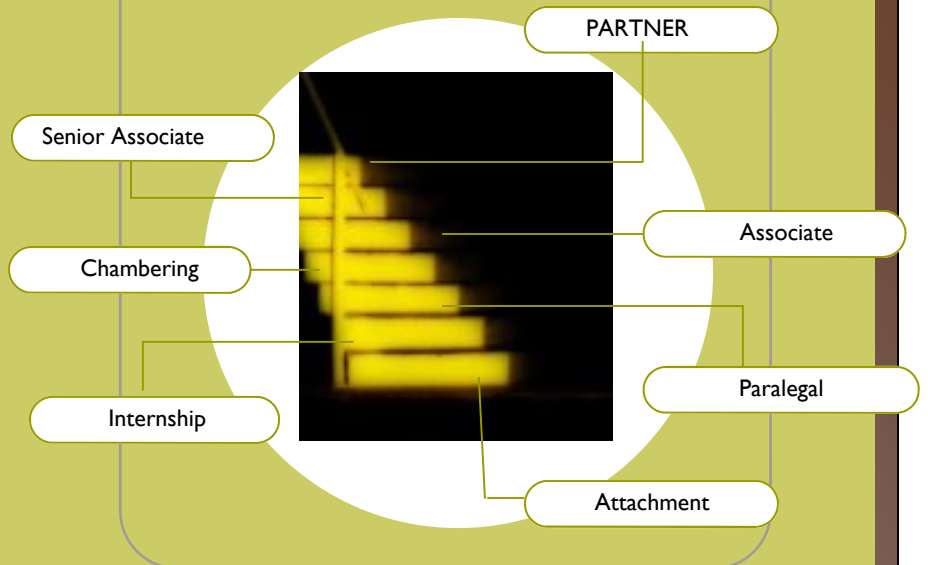 PARTNER
Senior Associate
Associate
Chambering
Paralegal
Internship
Attachment